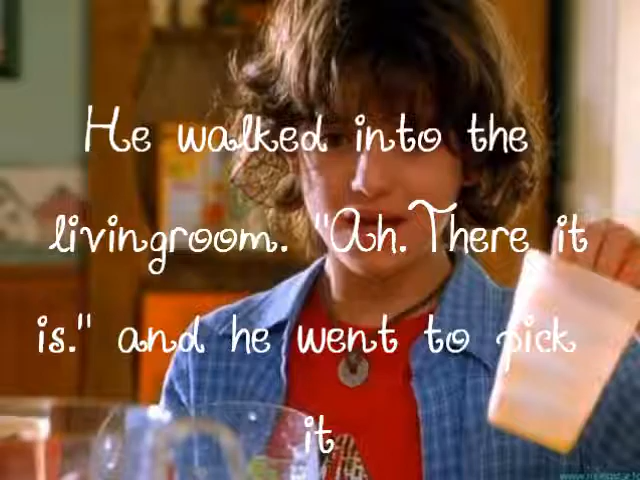 He walked into the
livingroom. "Ah. There it
is." and he went to pick
it